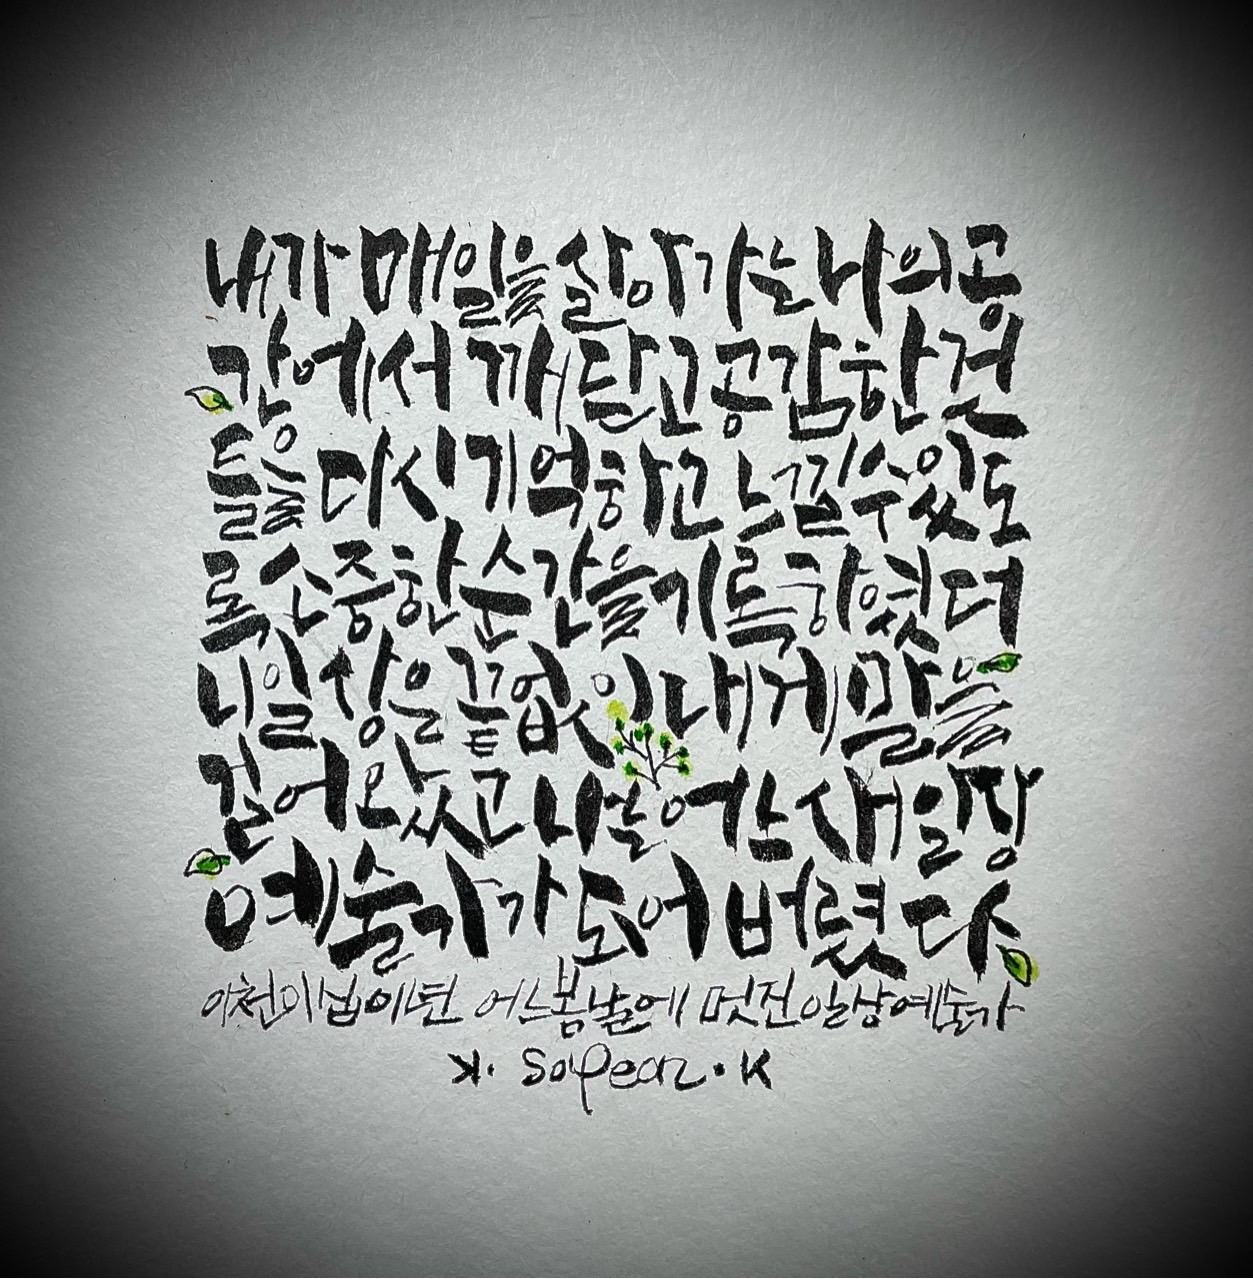 내가 매일을 살아가는 나의 공
간에서 깨닫고 공감한 것
들을 다시 기억하고 느낄 수 있도
록 소중한 순간을 기록하였더
니 일상은 끝없이 내게 말을
걸어 왔고 나는 어간새 일상
예술가가 되어 버렸다
이천이십이년 어느 봄날에 멋진 일상예술가
K. Sopean. K